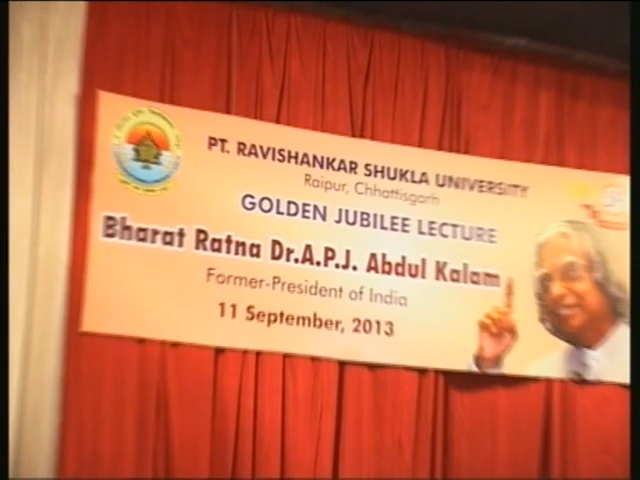 PT. RAVISHANKAR SHUKLA UNIVERSITY
Raipur, Chhattisgarh
GOLDEN JUBILEE LECTURE
Bharat Ratna Dr.A.P.J. Abdul Kalam
Former-President of India
11 September, 2013